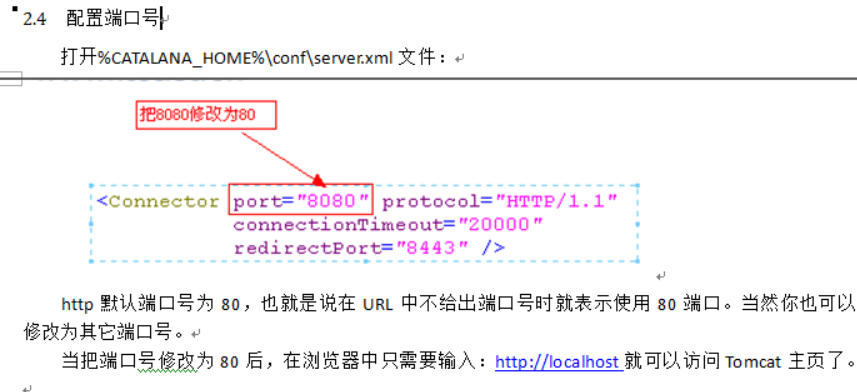 2.4 配置端口号
打开%CATALANA_HOME%\conf\server.xml 文件：
把8080修改为80
<Connector port="8080" protocol="HTTP/1.1"
connectionTimeout="20000"
redirectPort="8443" />
http 默认端口号为 80，也就是说在 URL 中不给出端口号时就表示使用 80 端口。当然你也可以
修改为其它端口号。
当把端口号修改为 80 后，在浏览器中只需要输入：http://localhost 就可以访问 Tomcat 主页了。